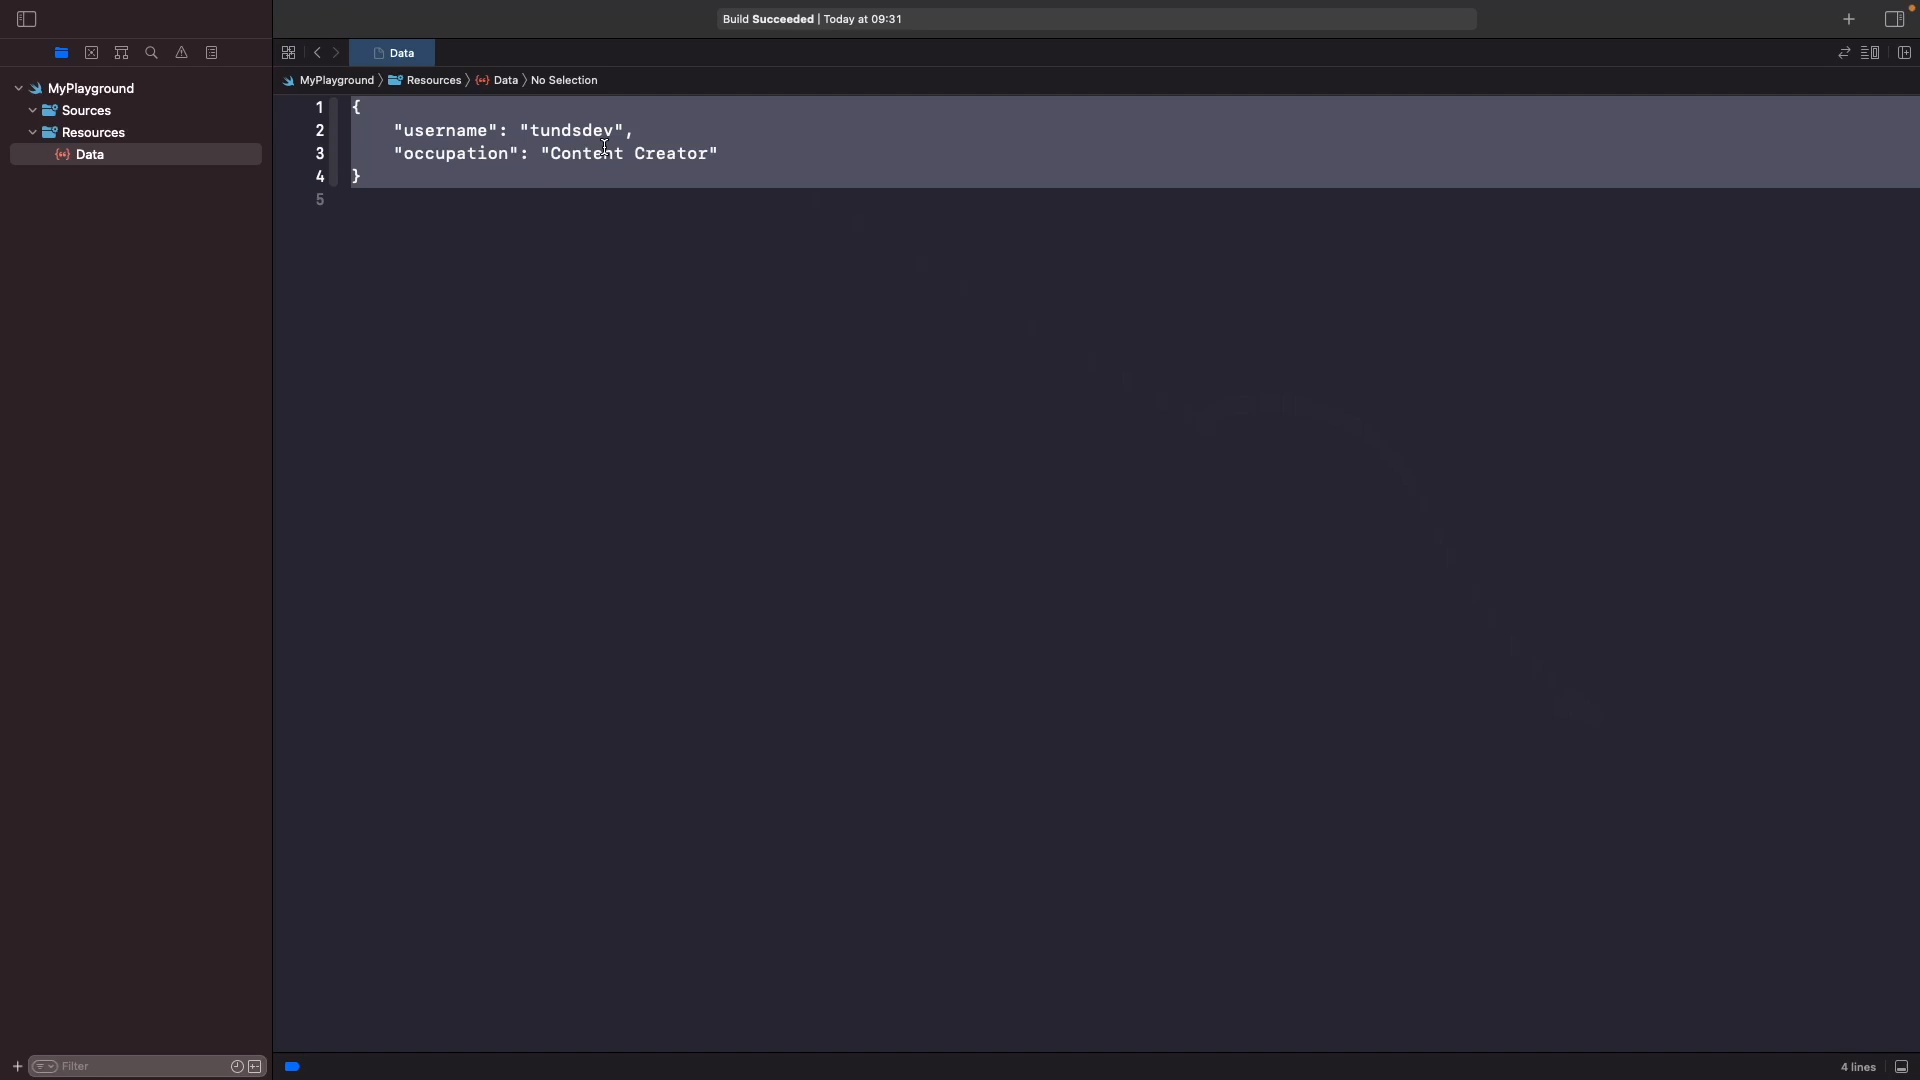 Build Succeeded | Today at 09:31
Data
MyPlayground 〉 Resources 〉 Data 〉 No Selection
MyPlayground
Sources
Resources
Data
1 {
2     "username": "tundsdev",
3     "occupation": "Content Creator"
4 }
5
Filter
4 lines